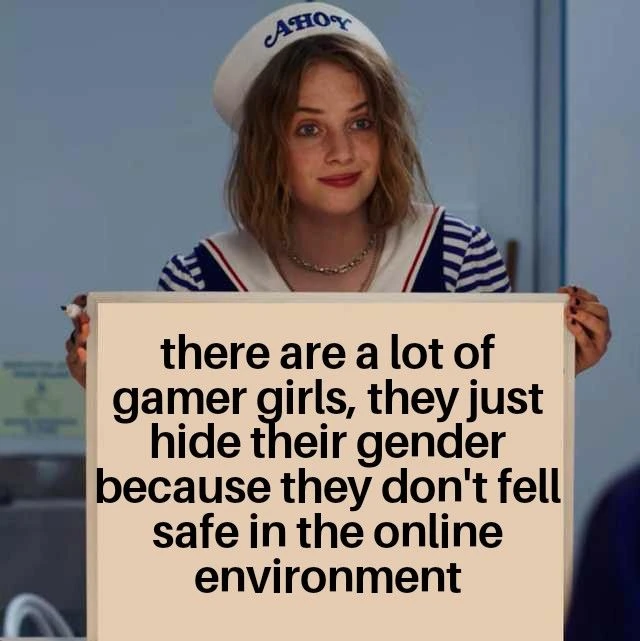 AHOY
there are a lot of
gamer girls, they just
hide their gender
because they don't fell
safe in the online
environment